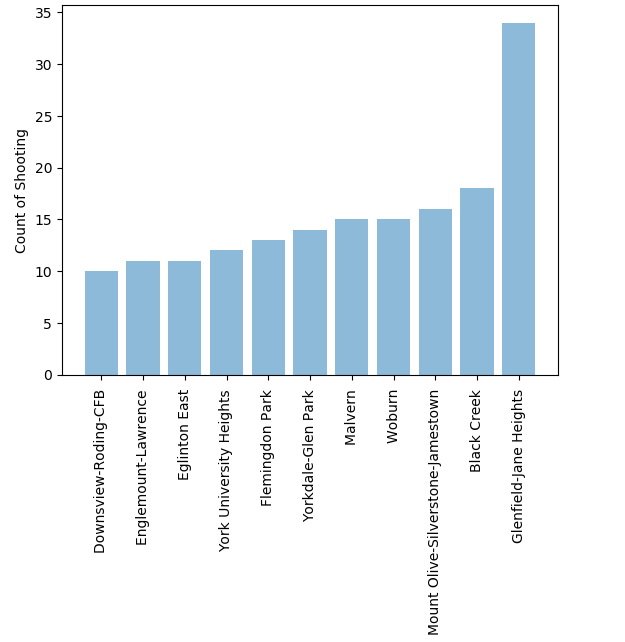 35
30
25
20
15
10
5
0
Count of Shooting
Downsview-Roding-CFB
Englemount-Lawrence
Eglinton East
York University Heights
Flemingdon Park
Yorkdale-Glen Park
Malvern
Woburn
Mount Olive-Silverstone-Jamestown
Black Creek
Glenfield-Jane Heights